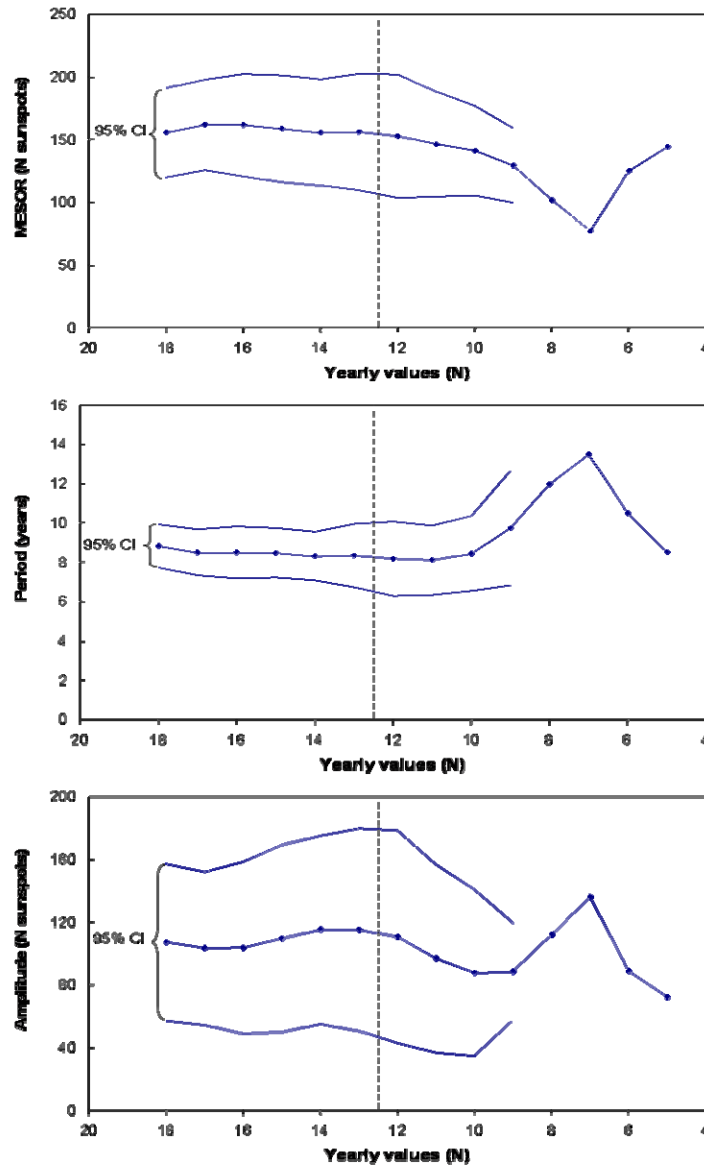 250
200
150
100
50
0
MESOR (N sunspots)
95% CI
20 18 16 14 12 10 8 6 4
Yearly values (N)
16
14
12
10
8
6
4
2
0
Period (years)
95% CI
20 18 16 14 12 10 8 6 4
Yearly values (N)
200
160
120
80
40
0
Amplitude (N sunspots)
95% CI
20 18 16 14 12 10 8 6 4
Yearly values (N)